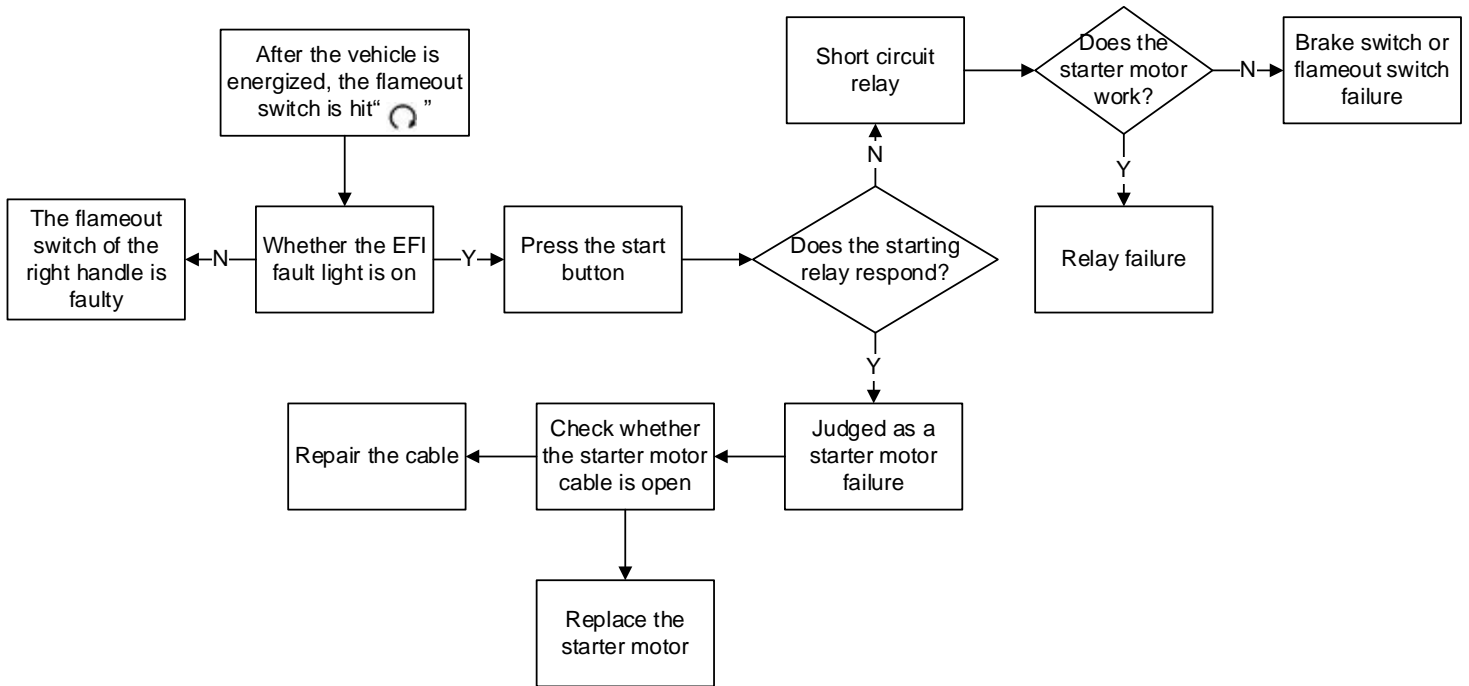 After the vehicle is
energized, the flameout
switch is hit“ ”
Short circuit
relay
Does the
starter motor
work?
N
Brake switch or
flameout switch
failure
N
Y
The flameout
switch of the
right handle is
faulty
N
Whether the EFI
fault light is on
Y
Press the start
button
Does the starting
relay respond?
Relay failure
Y
Repair the cable
Check whether
the starter motor
cable is open
Judged as a
starter motor
failure
Replace the
starter motor